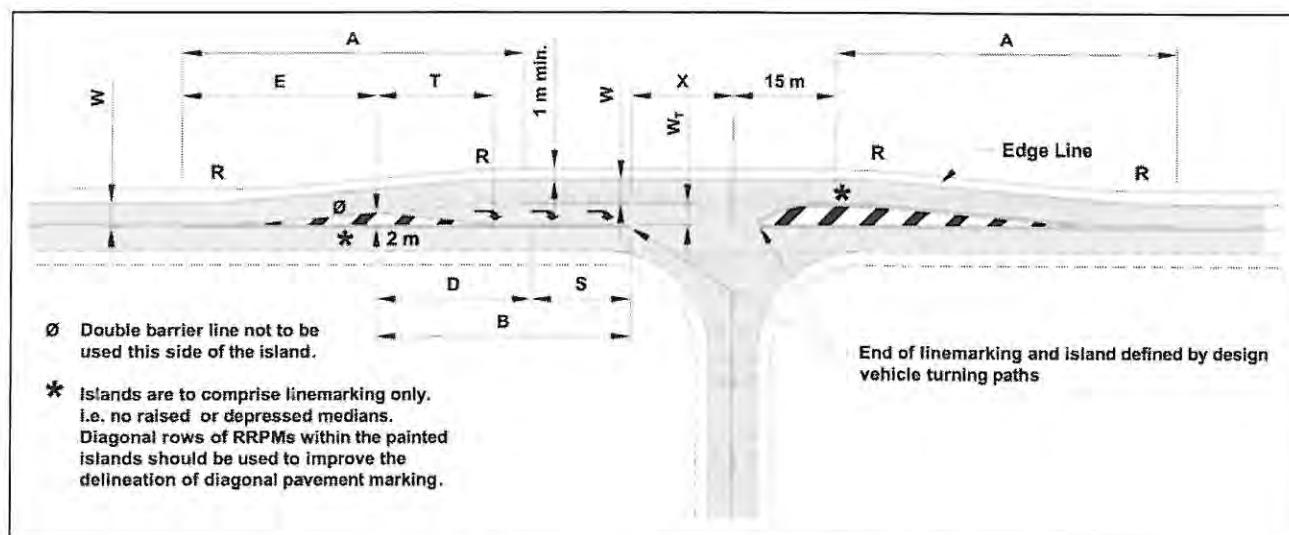 A
A
E
T
1 m min.
W
X
15 m
W
W_T
R
R
R
Edge Line
R
Ø
*
*
2 m
D
S
B
Ø Double barrier line not to be
used this side of the island.
* Islands are to comprise linemarking only.
i.e. no raised or depressed medians.
Diagonal rows of RRPMs within the painted
islands should be used to improve the
delineation of diagonal pavement marking.
End of linemarking and island defined by design
vehicle turning paths